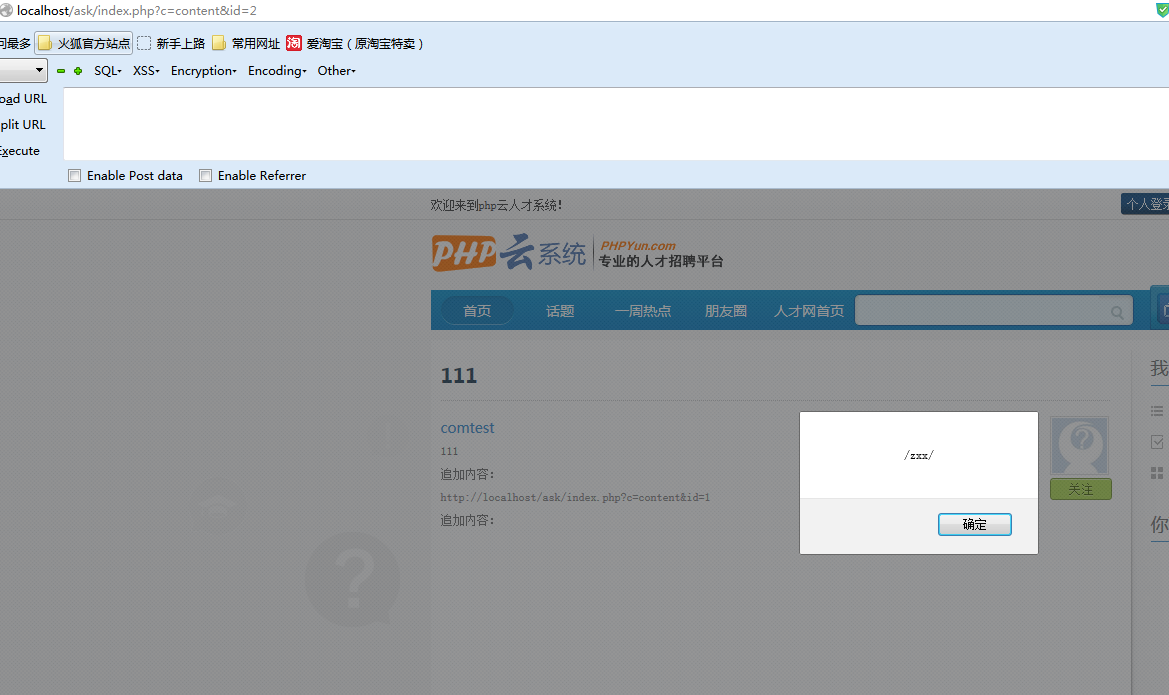 localhost/ask/index.php?c=content&id=2
问最多 火狐官方站点 新手上路 常用网址 淘 爱淘宝（原淘宝特卖）
SQL XSS Encryption Encoding Other
oad URL
plit URL
Execute
Enable Post data Enable Referrer
欢迎来到php云人才系统！ 个人登录
PHP云系统 PHPYun.com
专业的人才招聘平台
首页 话题 一周热点 朋友圈 人才网首页
111
我
comtest
111
追加内容：
http://localhost/ask/index.php?c=content&id=1
追加内容：
/zxx/
确定
关注
你